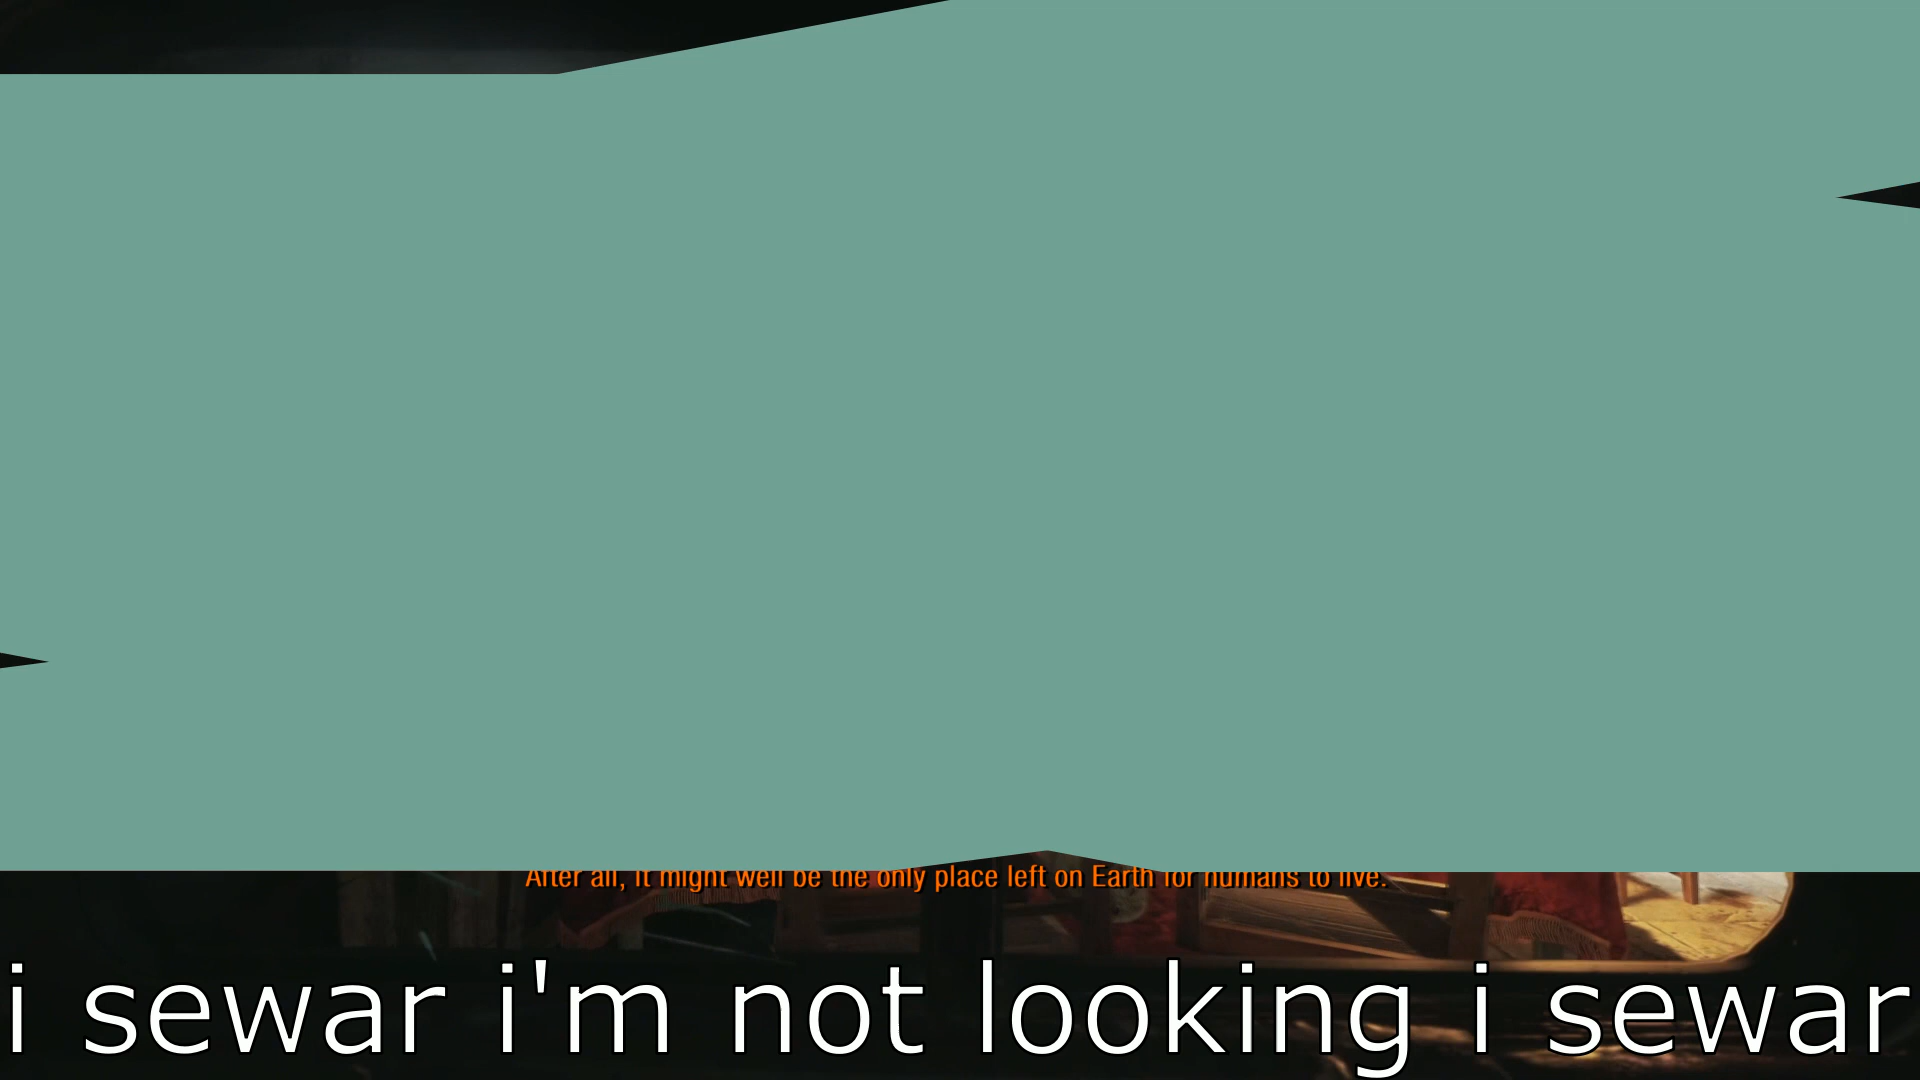 After all, it might well be the only place left on Earth for humans to live.
i sewar i'm not looking i sewar